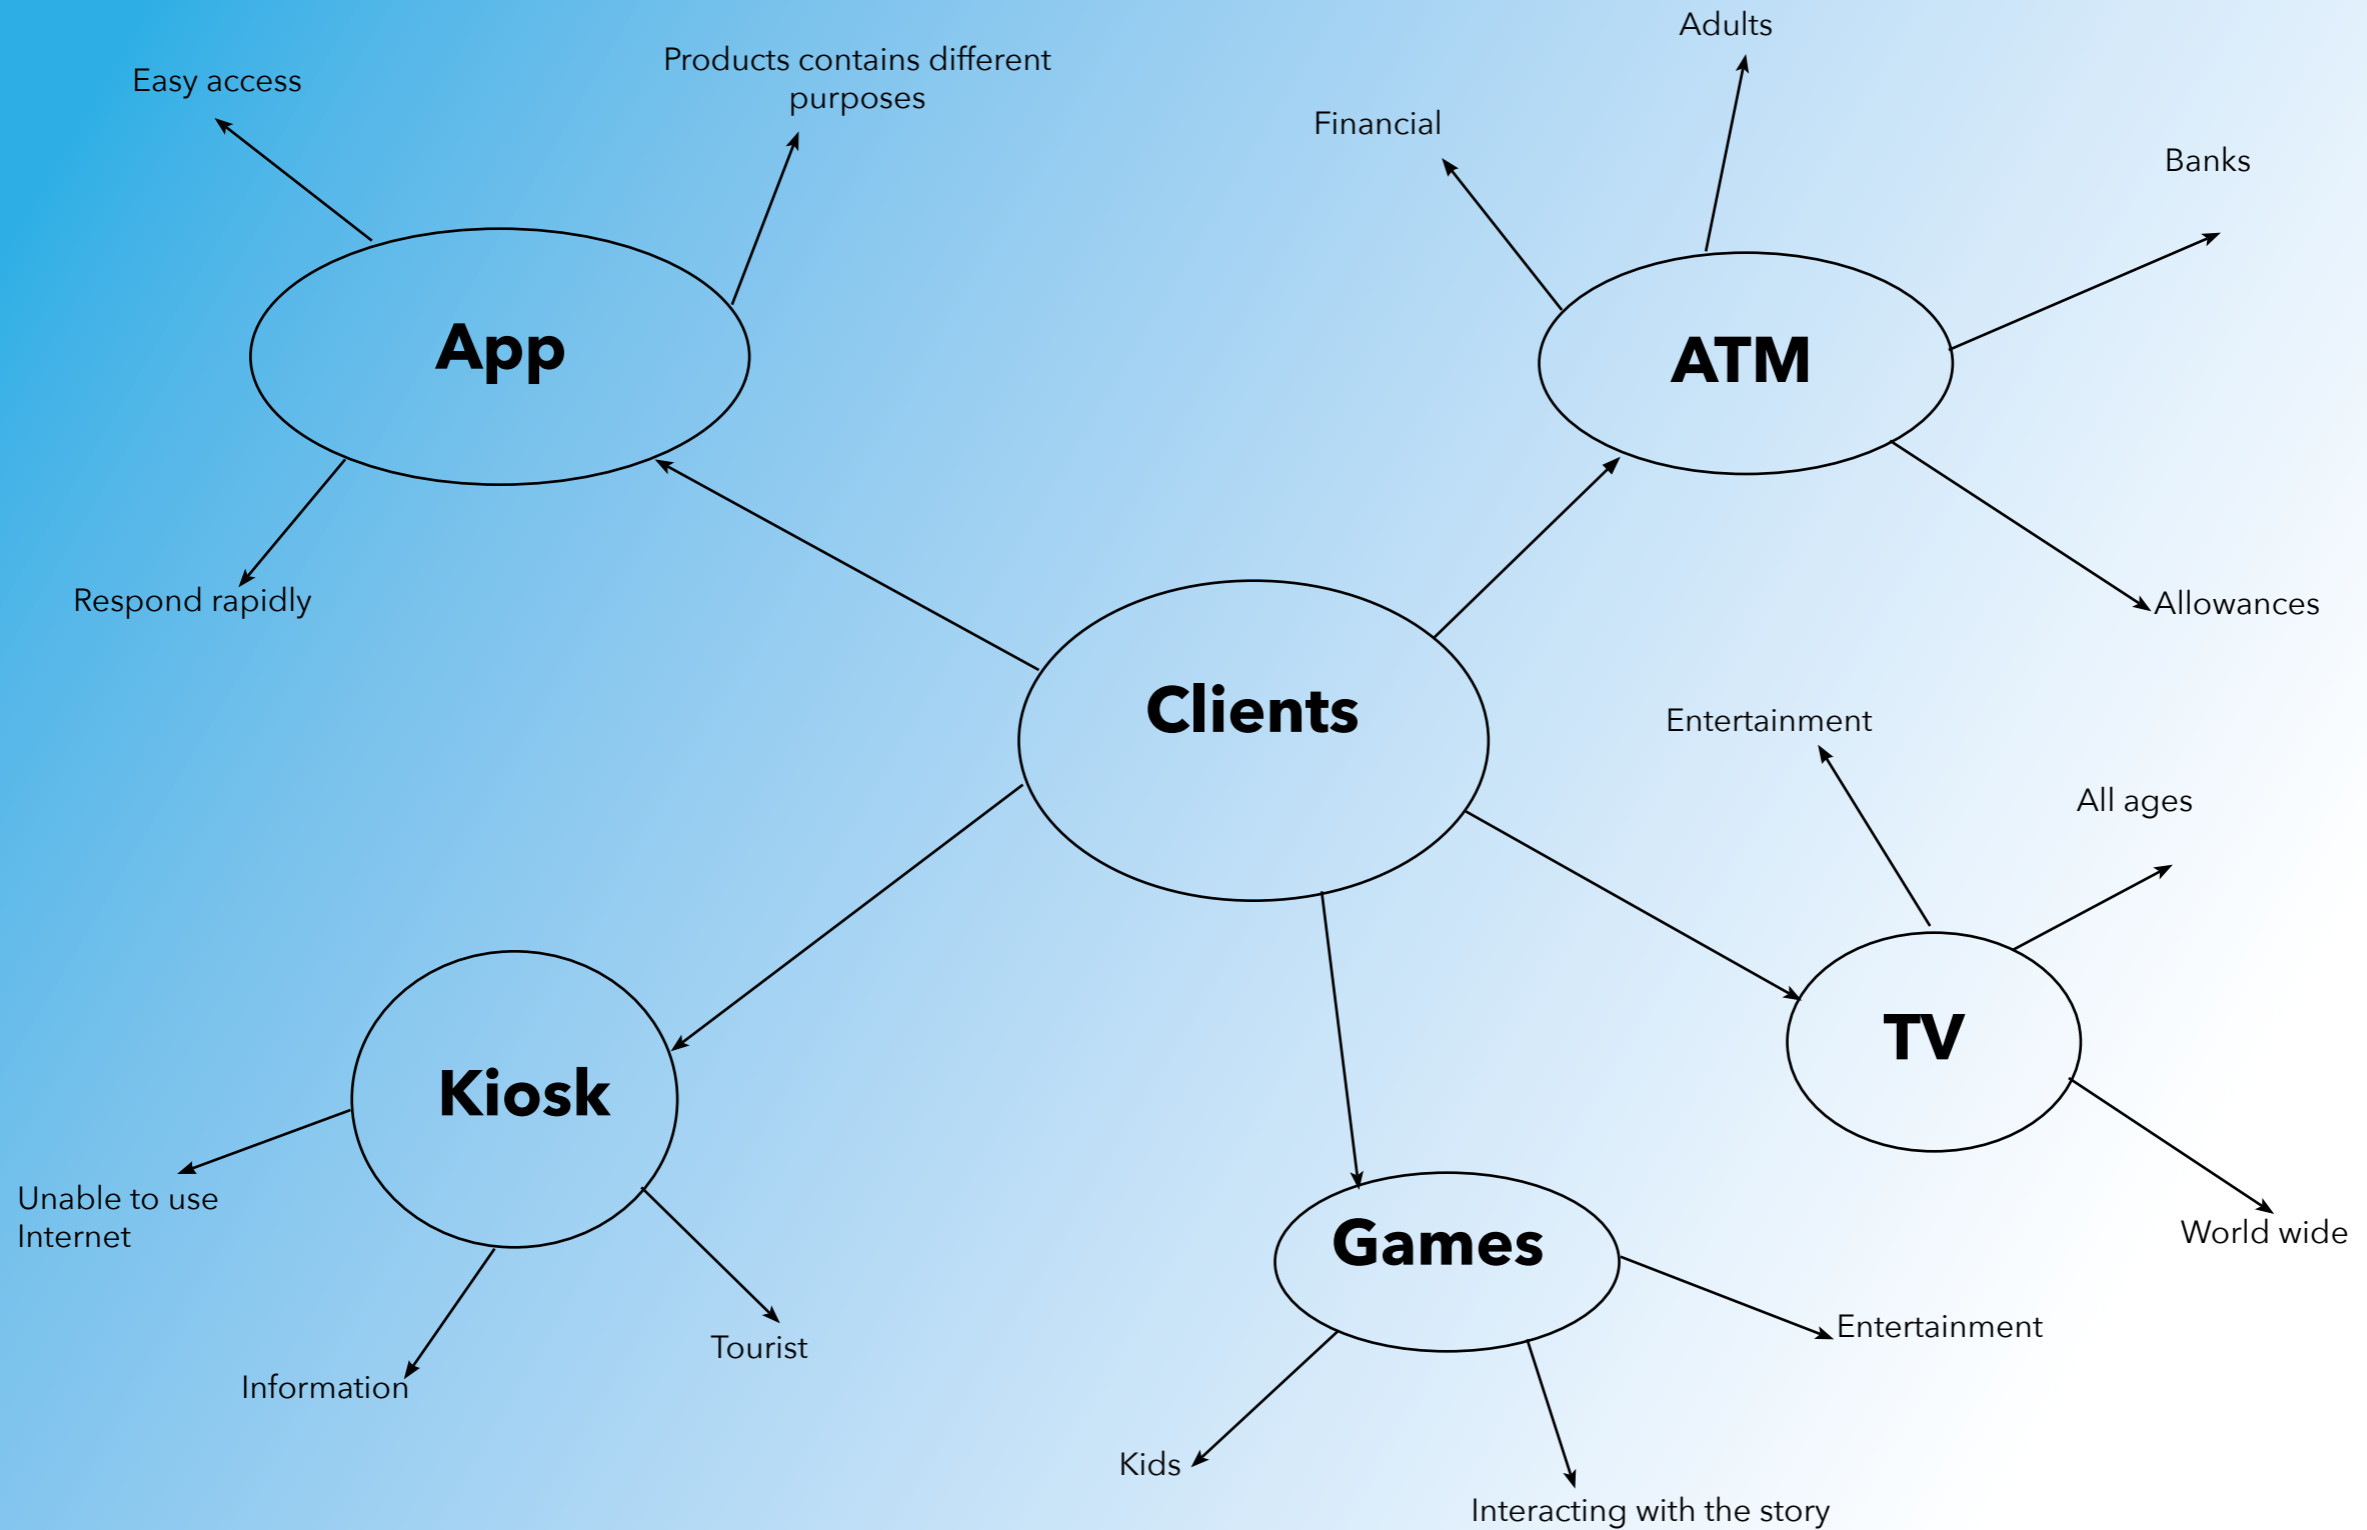 Adults
Easy access
Products contains different
purposes
Financial
Banks
App
ATM
Respond rapidly
Allowances
Clients
Entertainment
All ages
TV
Kiosk
Unable to use
Internet
World wide
Games
Entertainment
Tourist
Information
Kids
Interacting with the story